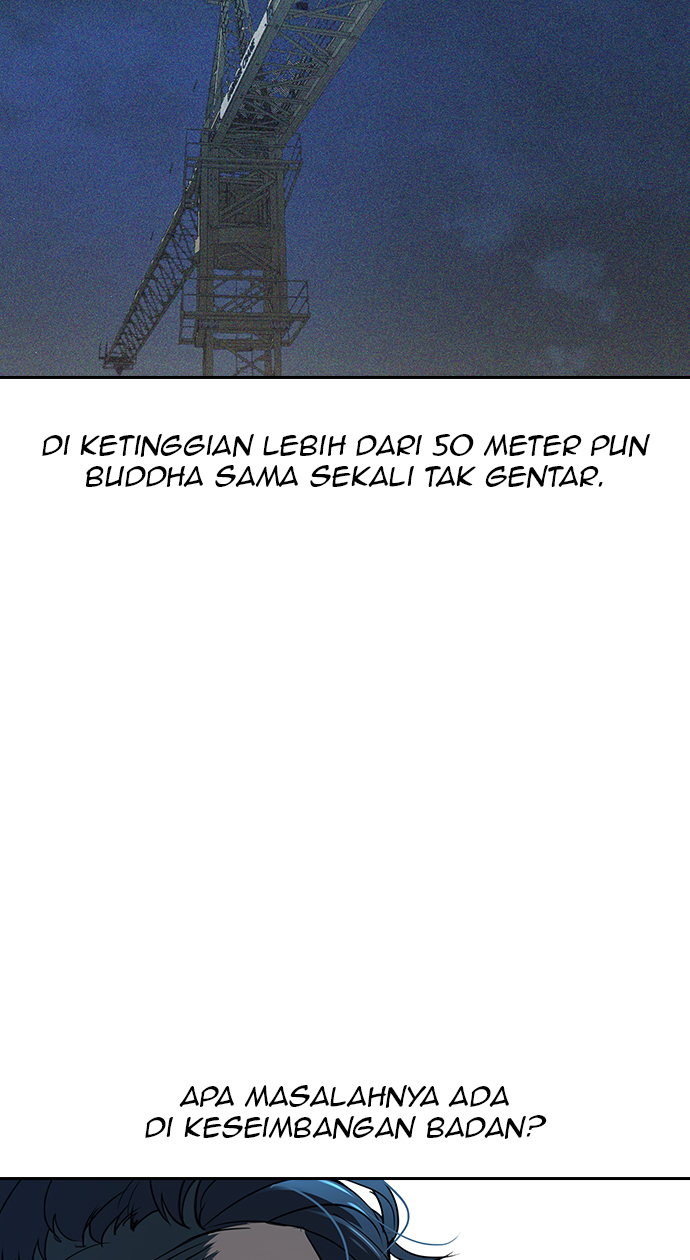 DI KETINGGIAN LEBIH DARI 50 METER PUN
BUDDHA SAMA SEKALI TAK GENTAR.
APA MASALAHNYA ADA
DI KESEIMBANGAN BADAN?